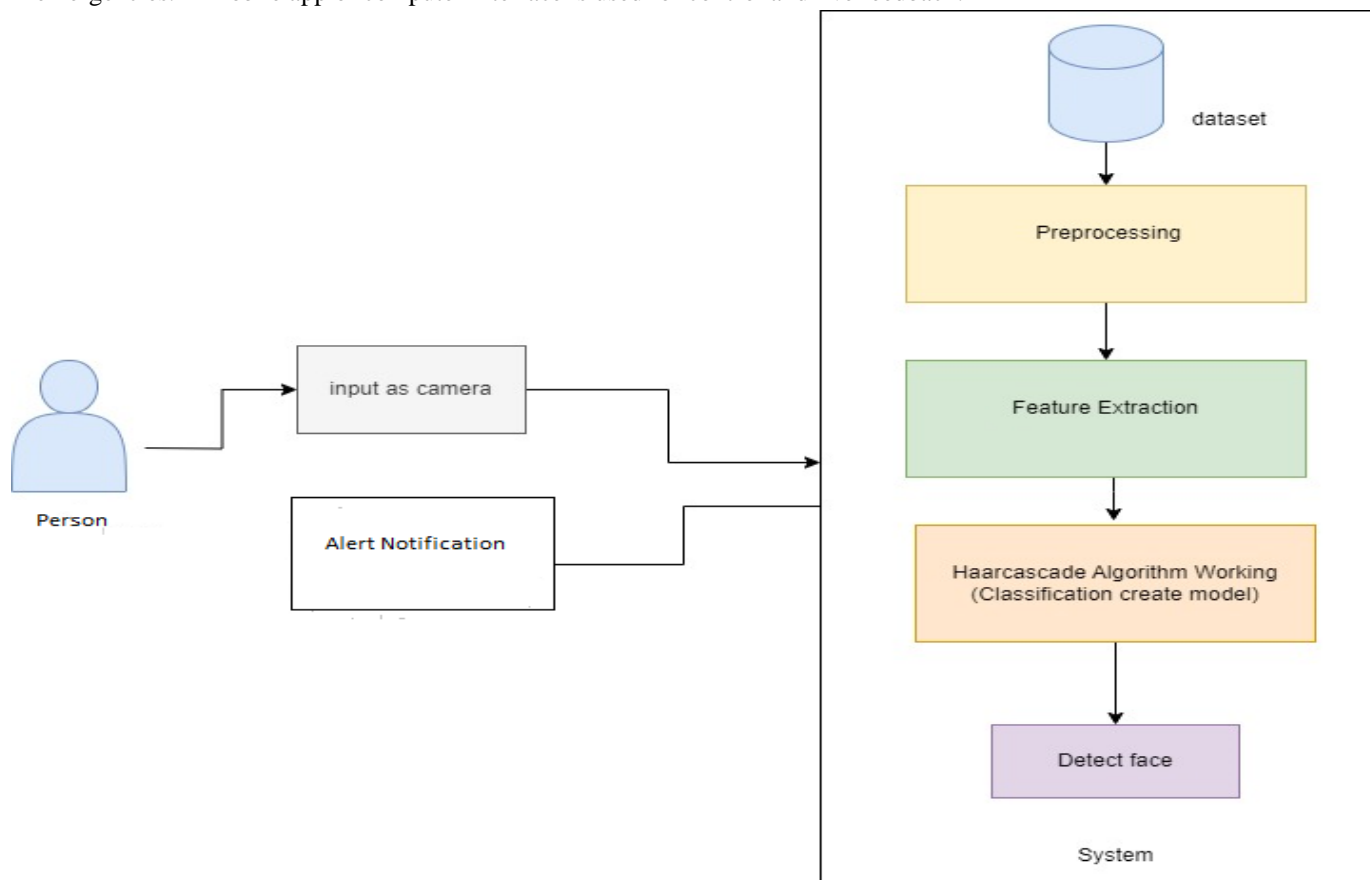 dataset
Preprocessing
input as camera
Feature Extraction
Person
Alert Notification
Haarcascade Algorithm Working
(Classification create model)
Detect face
System